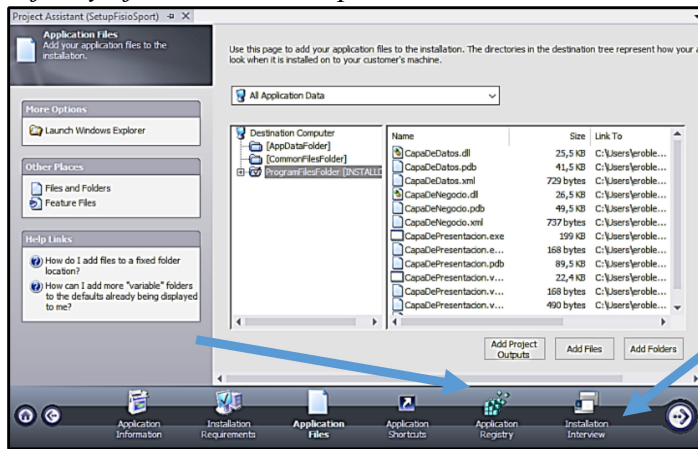 Project Assistant (SetupFisioSport)
Application Files
Add your application files to the
installation.
Use this page to add your application files to the installation. The directories in the destination tree represent how your
look when it is installed on to your customer's machine.
All Application Data
More Options
Launch Windows Explorer
Other Places
Files and Folders
Feature Files
Help Links
How do I add files to a fixed folder
location?
How can I add more "variable" folders
to the defaults already being displayed
to me?
Destination Computer
[AppDataFolder]
[CommonFilesFolder]
ProgramFilesFolder [INSTALLD
Name Size Link To
CapaDeDatos.dll 25,5 KB C:\Users\eroble...
CapaDeDatos.pdb 41,5 KB C:\Users\eroble...
CapaDeDatos.xml 729 bytes C:\Users\eroble...
CapaDeNegocio.dll 26,5 KB C:\Users\eroble...
CapaDeNegocio.pdb 49,5 KB C:\Users\eroble...
CapaDeNegocio.xml 737 bytes C:\Users\eroble...
CapaDePresentacion.exe 199 KB C:\Users\eroble...
CapaDePresentacion.e... 168 bytes C:\Users\eroble...
CapaDePresentacion.pdb 89,5 KB C:\Users\eroble...
CapaDePresentacion.v... 22,4 KB C:\Users\eroble...
CapaDePresentacion.v... 168 bytes C:\Users\eroble...
CapaDePresentacion.v... 490 bytes C:\Users\eroble...
Add Project
Outputs
Add Files
Add Folders
Application
Information
Installation
Requirements
Application
Files
Application
Shortcuts
Application
Registry
Installation
Interview